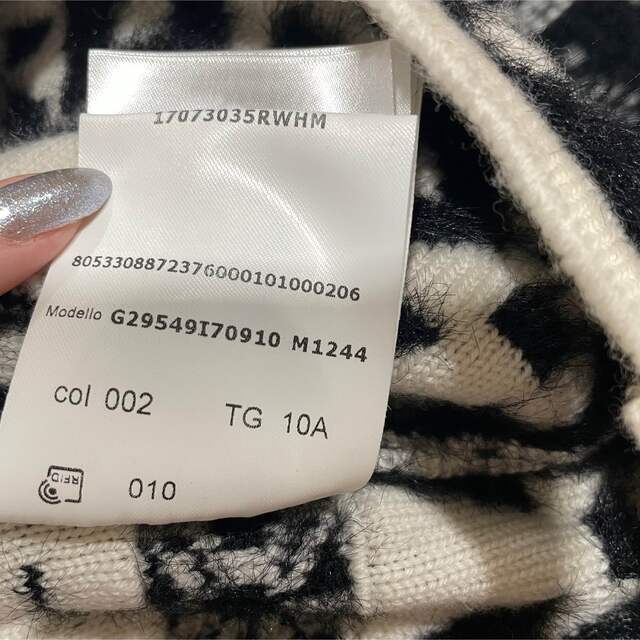 17073035RWHM
8053308872376000101000206
Modello G29549I70910 M1244
col 002 TG 10A
RFID 010